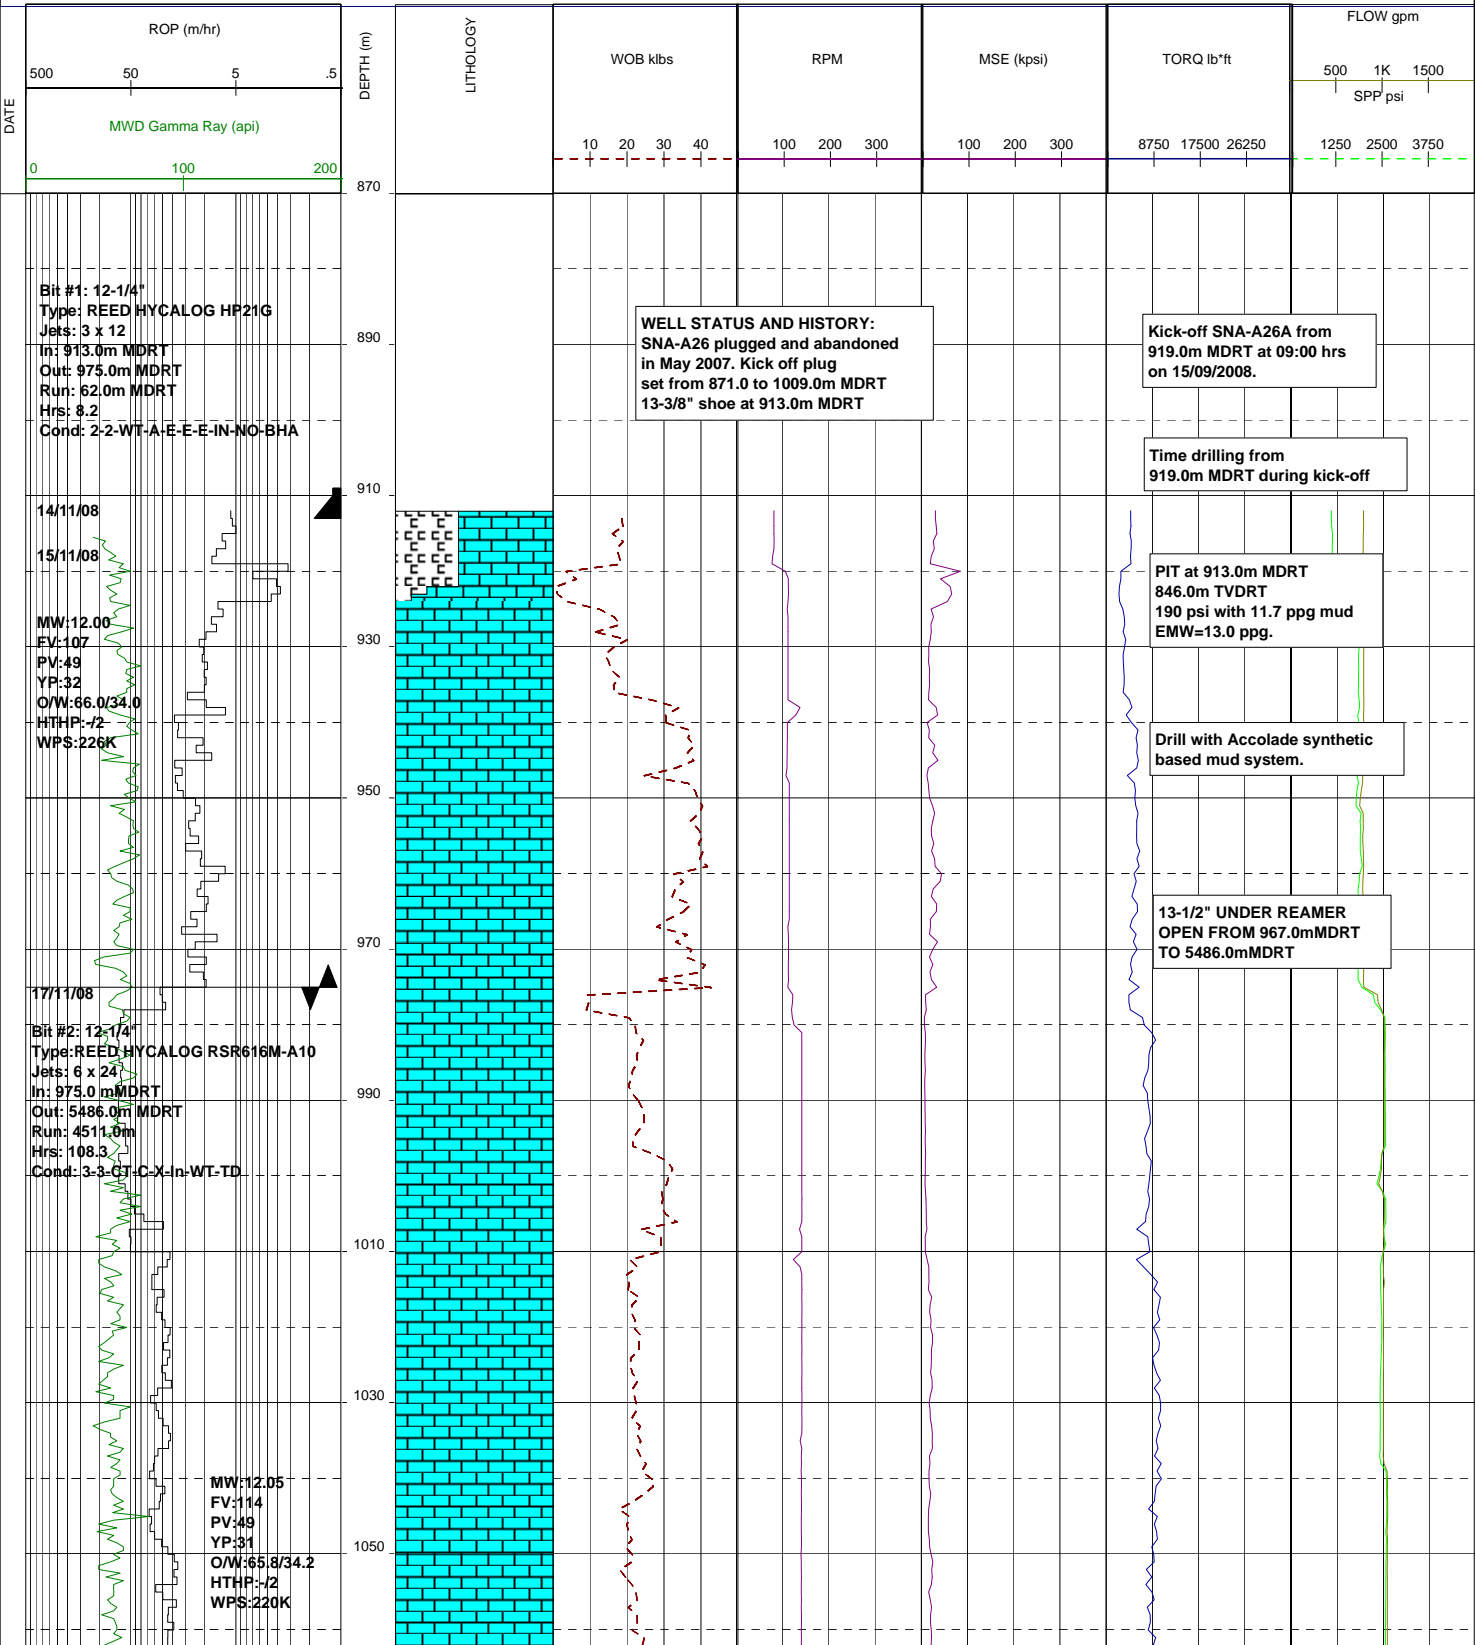 DATE
ROP (m/hr)
500 50 5 .5
MWD Gamma Ray (api)
0 100 200
DEPTH (m)
LITHOLOGY
WOB klbs
10 20 30 40
RPM
100 200 300
MSE (kpsi)
100 200 300
TORQ lb*ft
8750 17500 26250
FLOW gpm
500 1K 1500
SPP psi
1250 2500 3750
870
890
910
930
950
970
990
1010
1030
1050
Bit #1: 12-1/4"
Type: REED HYCALOG HP21G
Jets: 3 x 12
In: 913.0m MDRT
Out: 975.0m MDRT
Run: 62.0m MDRT
Hrs: 8.2
Cond: 2-2-WT-A-E-E-E-IN-NO-BHA
14/11/08
15/11/08
MW:12.00
FV:107
PV:49
YP:32
O/W:66.0/34.0
HTHP:-/2
WPS:226K
17/11/08
Bit #2: 12-1/4"
Type:REED HYCALOG RSR616M-A10
Jets: 6 x 24
In: 975.0 mMDRT
Out: 5486.0m MDRT
Run: 4511.0m
Hrs: 108.3
Cond: 3-3-CT-C-X-In-WT-TD
MW:12.05
FV:114
PV:49
YP:31
O/W:65.8/34.2
HTHP:-/2
WPS:220K
WELL STATUS AND HISTORY:
SNA-A26 plugged and abandoned
in May 2007. Kick off plug
set from 871.0 to 1009.0m MDRT
13-3/8" shoe at 913.0m MDRT
Kick-off SNA-A26A from
919.0m MDRT at 09:00 hrs
on 15/09/2008.
Time drilling from
919.0m MDRT during kick-off
PIT at 913.0m MDRT
846.0m TVDRT
190 psi with 11.7 ppg mud
EMW=13.0 ppg.
Drill with Accolade synthetic
based mud system.
13-1/2" UNDER REAMER
OPEN FROM 967.0mMDRT
TO 5486.0mMDRT